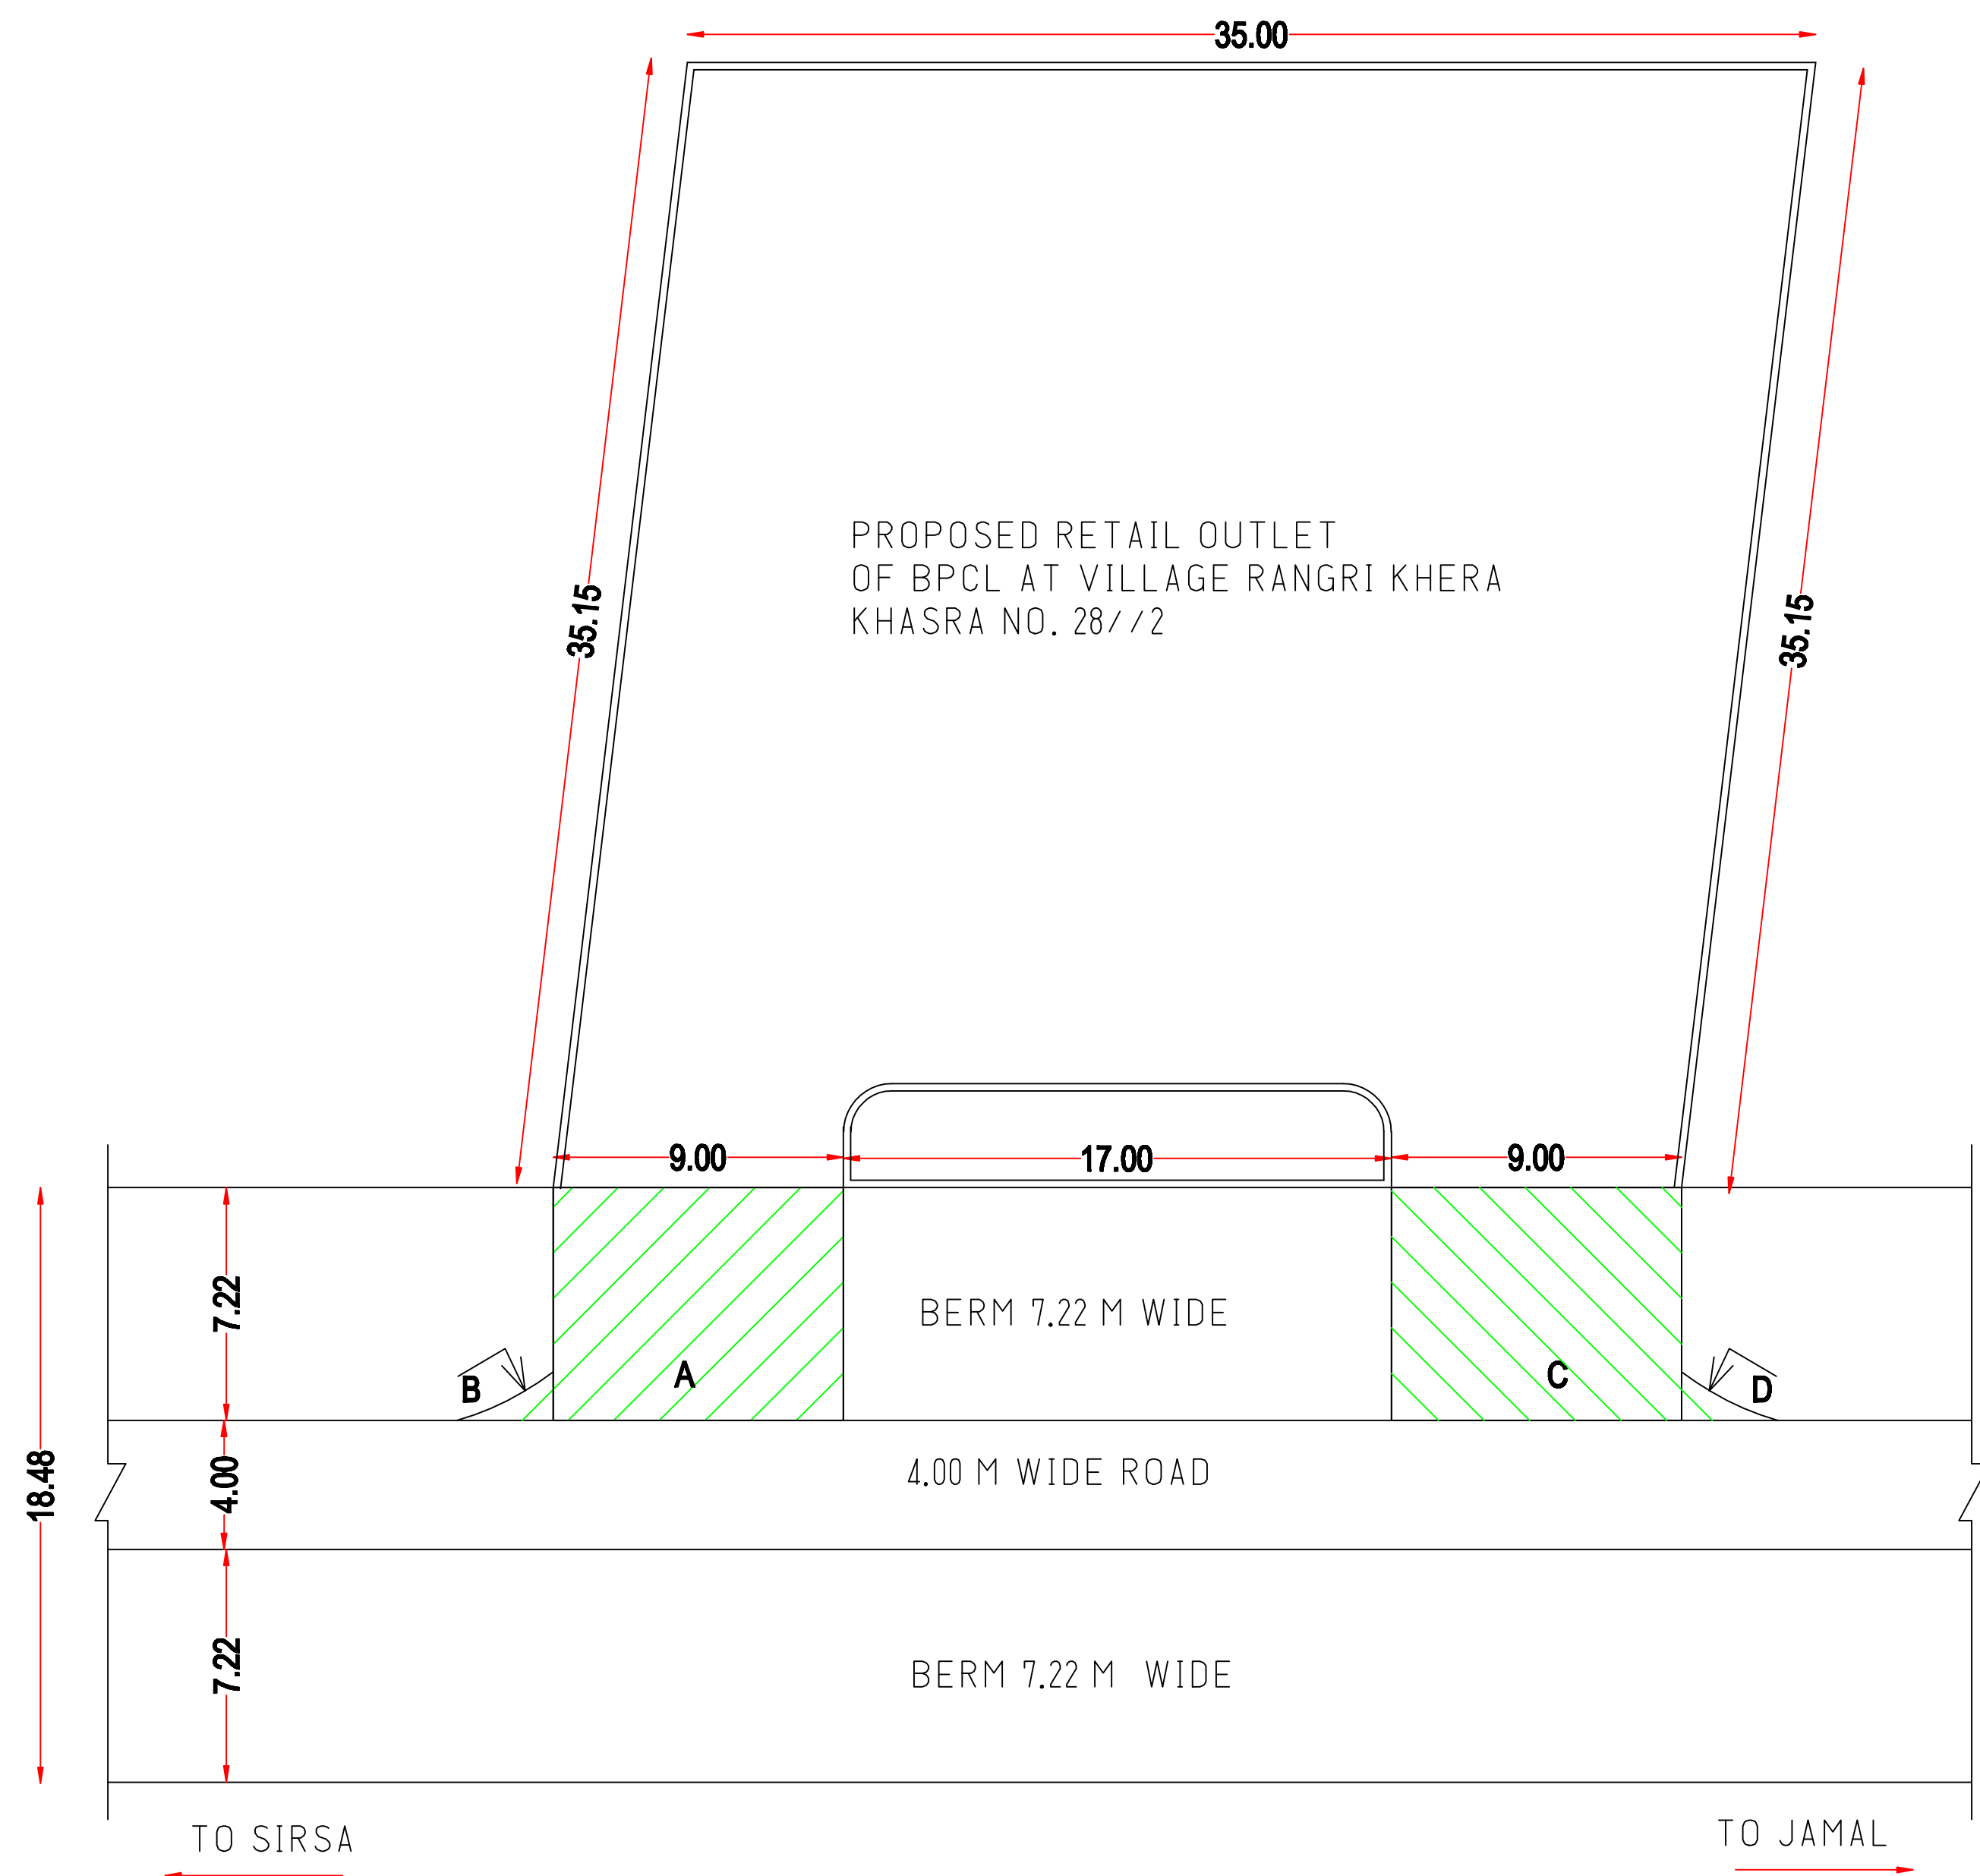 35.00
PROPOSED RETAIL OUTLET
OF BPCL AT VILLAGE RANGRI KHERA
KHASRA NO. 28//2
35.15
35.15
9.00
17.00
9.00
7.22
BERM 7.22 M WIDE
B
A
C
D
18.48
4.00
4.00 M WIDE ROAD
7.22
BERM 7.22 M WIDE
TO SIRSA
TO JAMAL